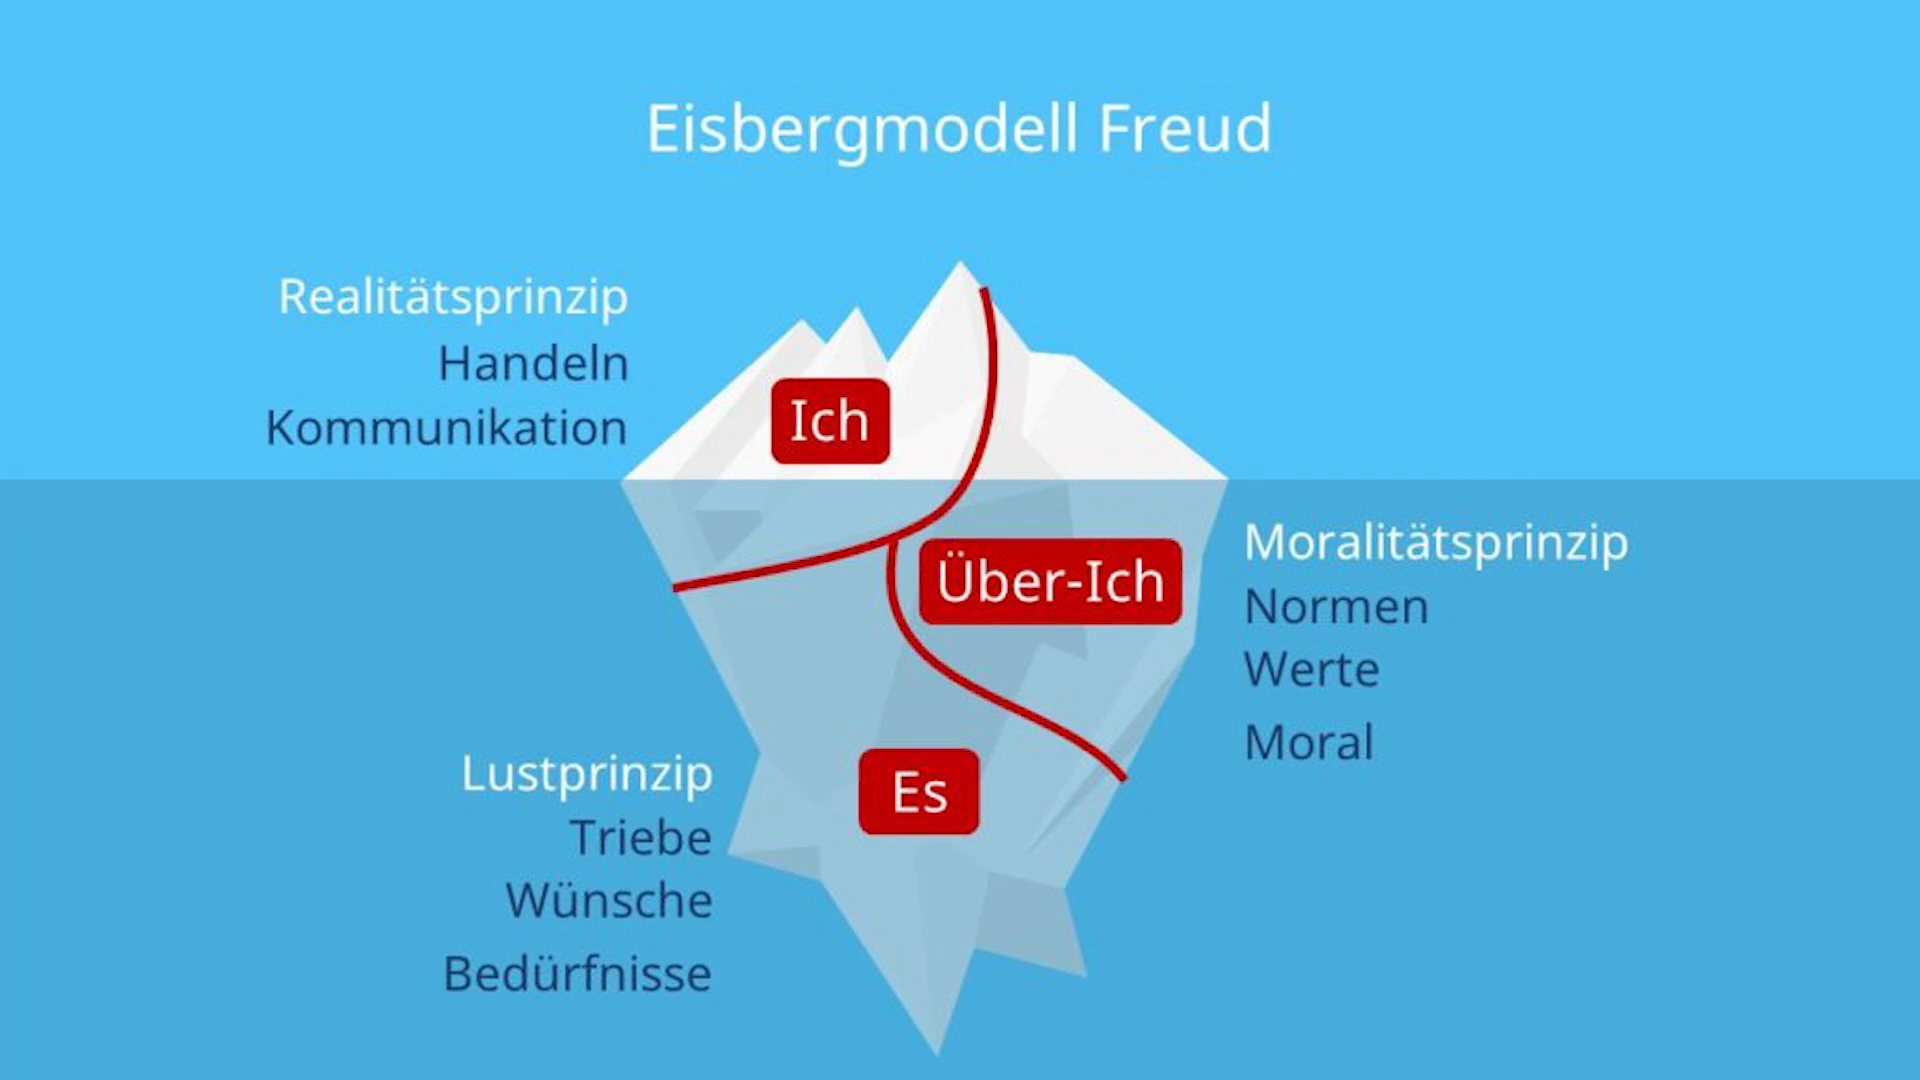 Eisbergmodell Freud
Realitätsprinzip
Handeln
Kommunikation
Ich
Über-Ich
Moralitätsprinzip
Normen
Werte
Moral
Es
Lustprinzip
Triebe
Wünsche
Bedürfnisse